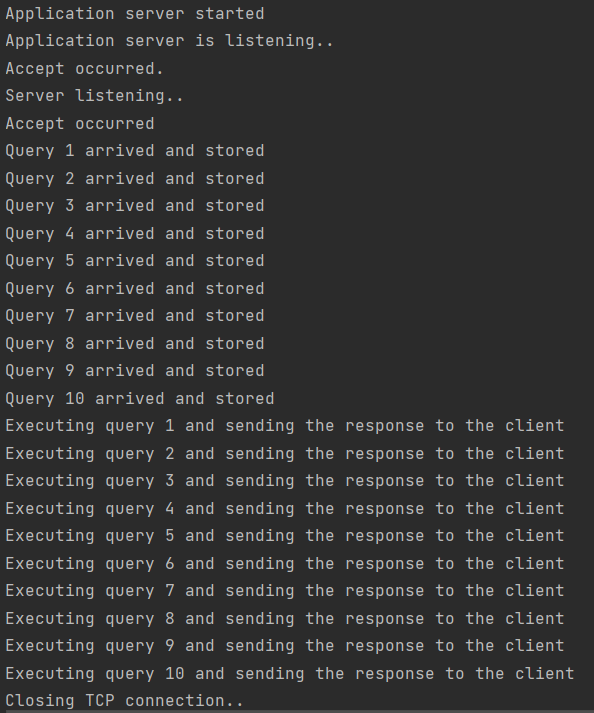 Application server started
Application server is listening..
Accept occurred.
Server listening..
Accept occurred
Query 1 arrived and stored
Query 2 arrived and stored
Query 3 arrived and stored
Query 4 arrived and stored
Query 5 arrived and stored
Query 6 arrived and stored
Query 7 arrived and stored
Query 8 arrived and stored
Query 9 arrived and stored
Query 10 arrived and stored
Executing query 1 and sending the response to the client
Executing query 2 and sending the response to the client
Executing query 3 and sending the response to the client
Executing query 4 and sending the response to the client
Executing query 5 and sending the response to the client
Executing query 6 and sending the response to the client
Executing query 7 and sending the response to the client
Executing query 8 and sending the response to the client
Executing query 9 and sending the response to the client
Executing query 10 and sending the response to the client
Closing TCP connection..